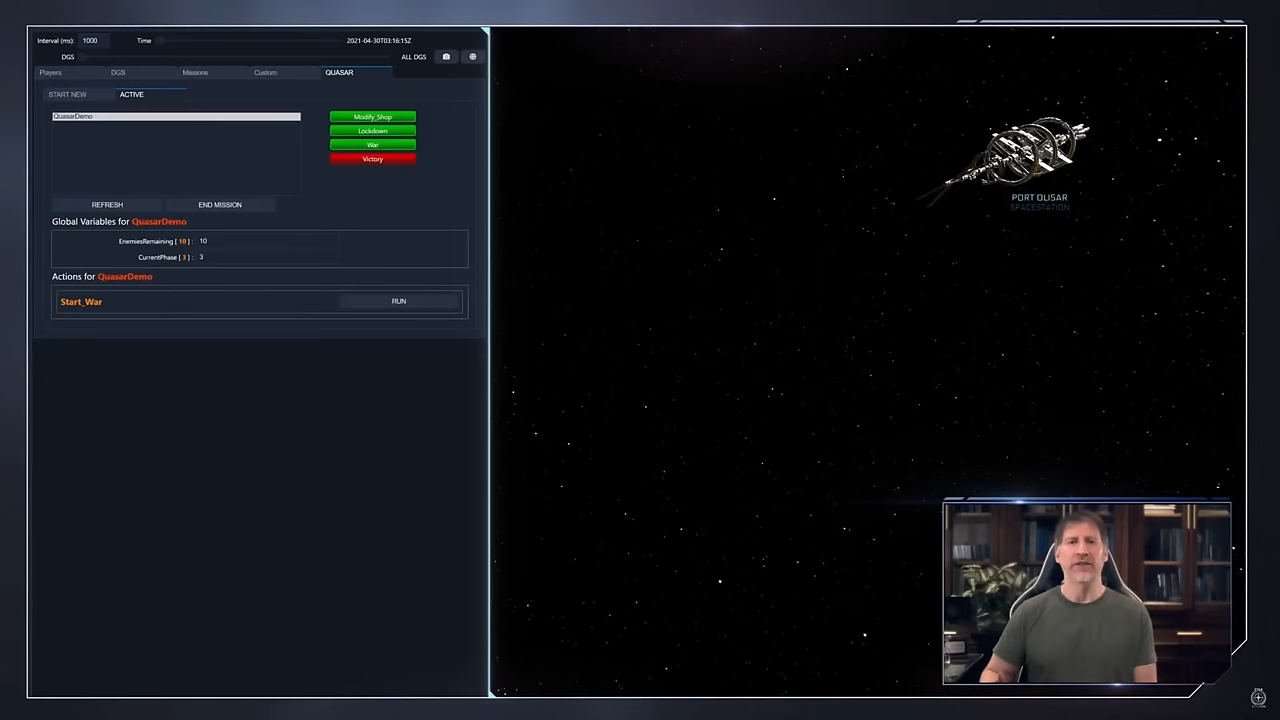 Interval (ms): 1000 Time 2021-04-30T03:16:15Z
DGS ALL DGS
Players DGS Missions Custom QUASAR
START NEW ACTIVE
QuasarDemo
Modify_Shop
Lockdown
War
Victory
REFRESH END MISSION
Global Variables for QuasarDemo
EnemiesRemaining [ 10 ] : 10
CurrentPhase [ 3 ] : 3
Actions for QuasarDemo
Start_War RUN
PORT OLISAR
SPACESTATION